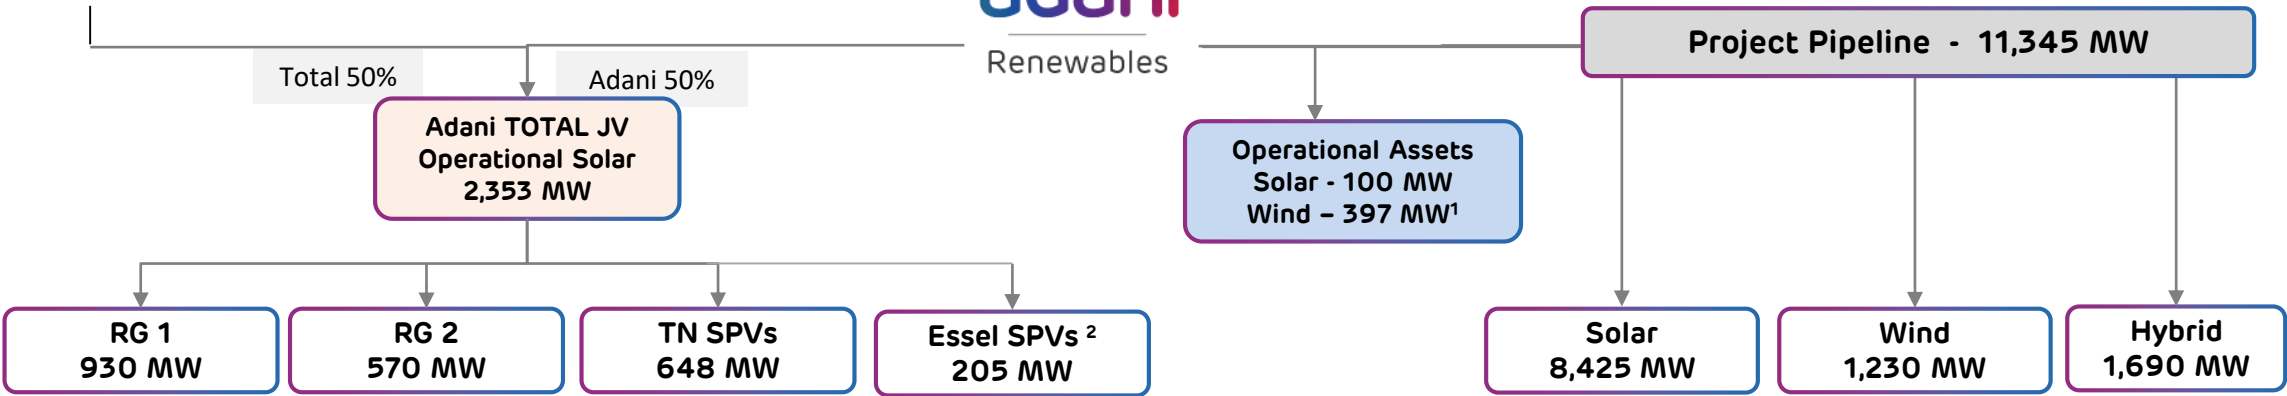 adani
Renewables
Project Pipeline - 11,345 MW
Total 50%
Adani 50%
Adani TOTAL JV
Operational Solar
2,353 MW
Operational Assets
Solar - 100 MW
Wind – 397 MW¹
RG 1
930 MW
RG 2
570 MW
TN SPVs
648 MW
Essel SPVs ²
205 MW
Solar
8,425 MW
Wind
1,230 MW
Hybrid
1,690 MW